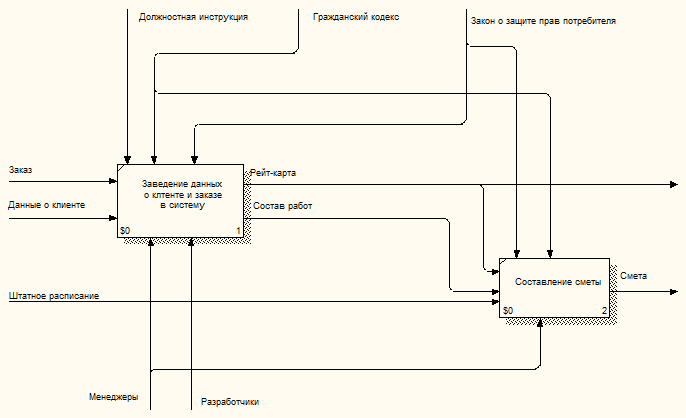 Должностная инструкция
Гражданский кодекс
Закон о защите прав потребителя
Заказ
Данные о клиенте
Заведение данных
о клтенте и заказе
в систему
$0
1
Рейт-карта
Состав работ
Штатное расписание
Составление сметы
$0
2
Смета
Менеджеры
Разработчики